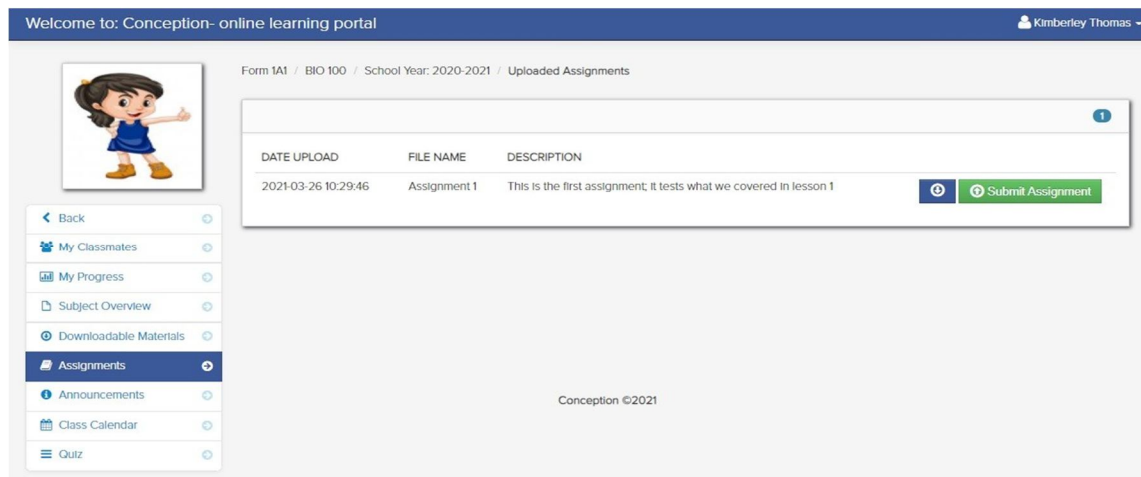 Welcome to: Conception- online learning portal
Kimberley Thomas
Form 1A1 / BIO 100 / School Year: 2020-2021 / Uploaded Assignments
1
DATE UPLOAD FILE NAME DESCRIPTION
2021-03-26 10:29:46 Assignment 1 This is the first assignment; it tests what we covered in lesson 1
Submit Assignment
Back
My Classmates
My Progress
Subject Overview
Downloadable Materials
Assignments
Announcements
Class Calendar
Quiz
Conception ©2021